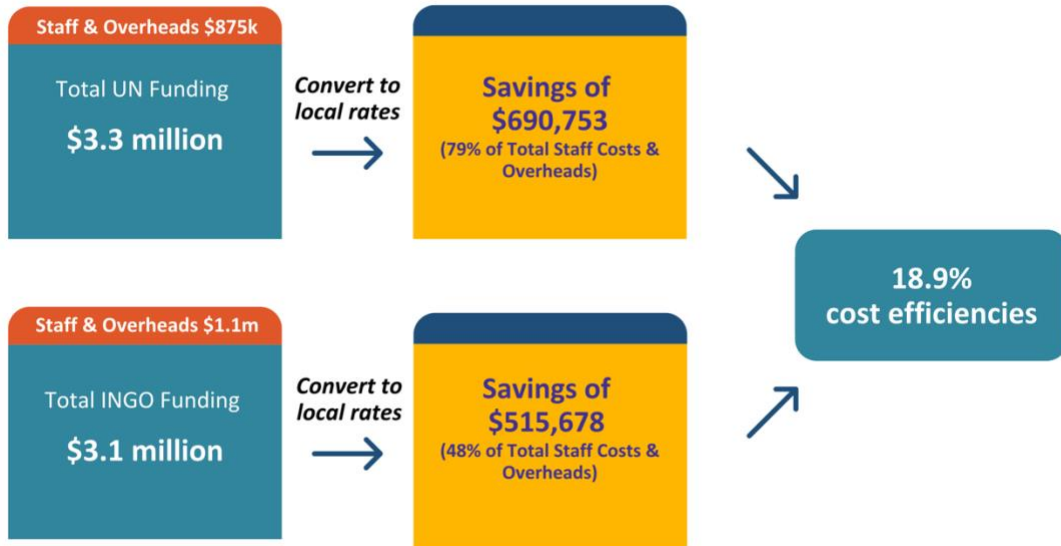 Staff & Overheads $875k
Total UN Funding
$3.3 million
Convert to
local rates
Savings of
$690,753
(79% of Total Staff Costs &
Overheads)
18.9%
cost efficiencies
Staff & Overheads $1.1m
Total INGO Funding
$3.1 million
Convert to
local rates
Savings of
$515,678
(48% of Total Staff Costs &
Overheads)